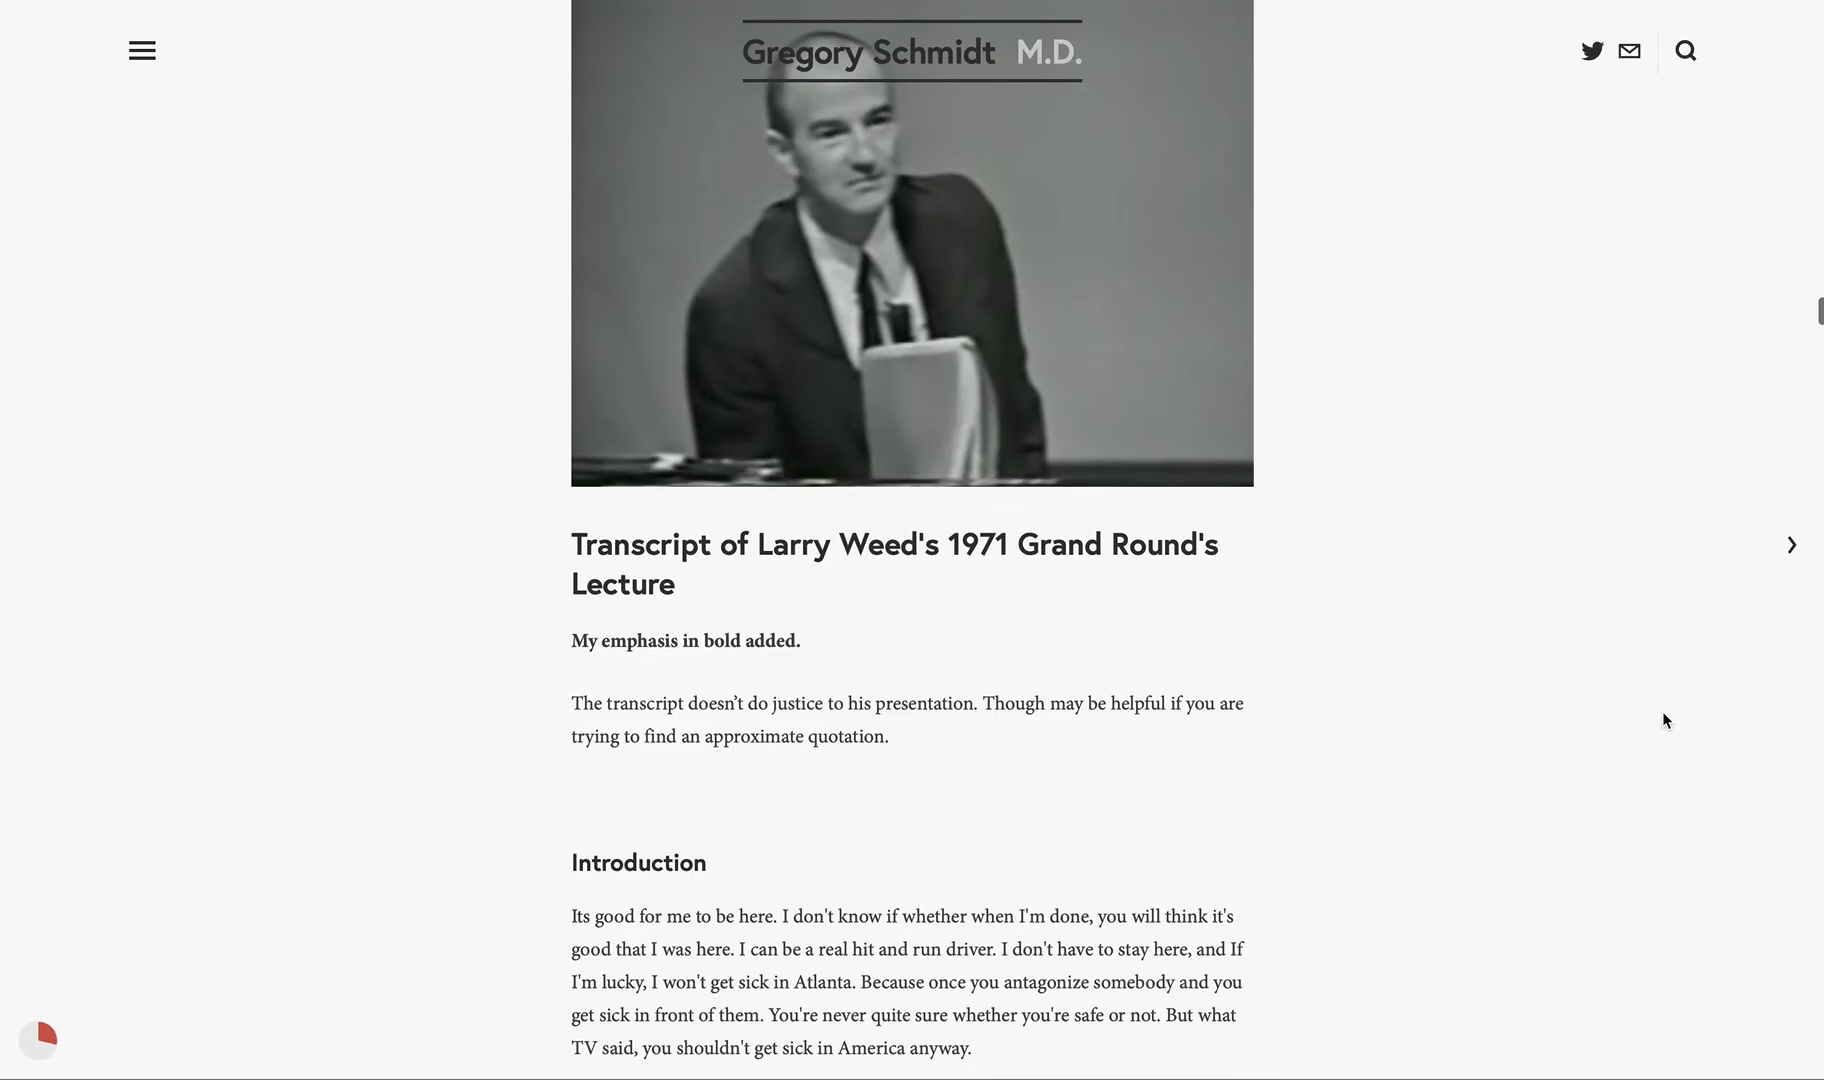 Gregory Schmidt M.D.
Transcript of Larry Weed's 1971 Grand Round's
Lecture
My emphasis in bold added.
The transcript doesn’t do justice to his presentation. Though may be helpful if you are
trying to find an approximate quotation.
Introduction
Its good for me to be here. I don't know if whether when I'm done, you will think it's
good that I was here. I can be a real hit and run driver. I don't have to stay here, and If
I'm lucky, I won't get sick in Atlanta. Because once you antagonize somebody and you
get sick in front of them. You're never quite sure whether you're safe or not. But what
TV said, you shouldn't get sick in America anyway.